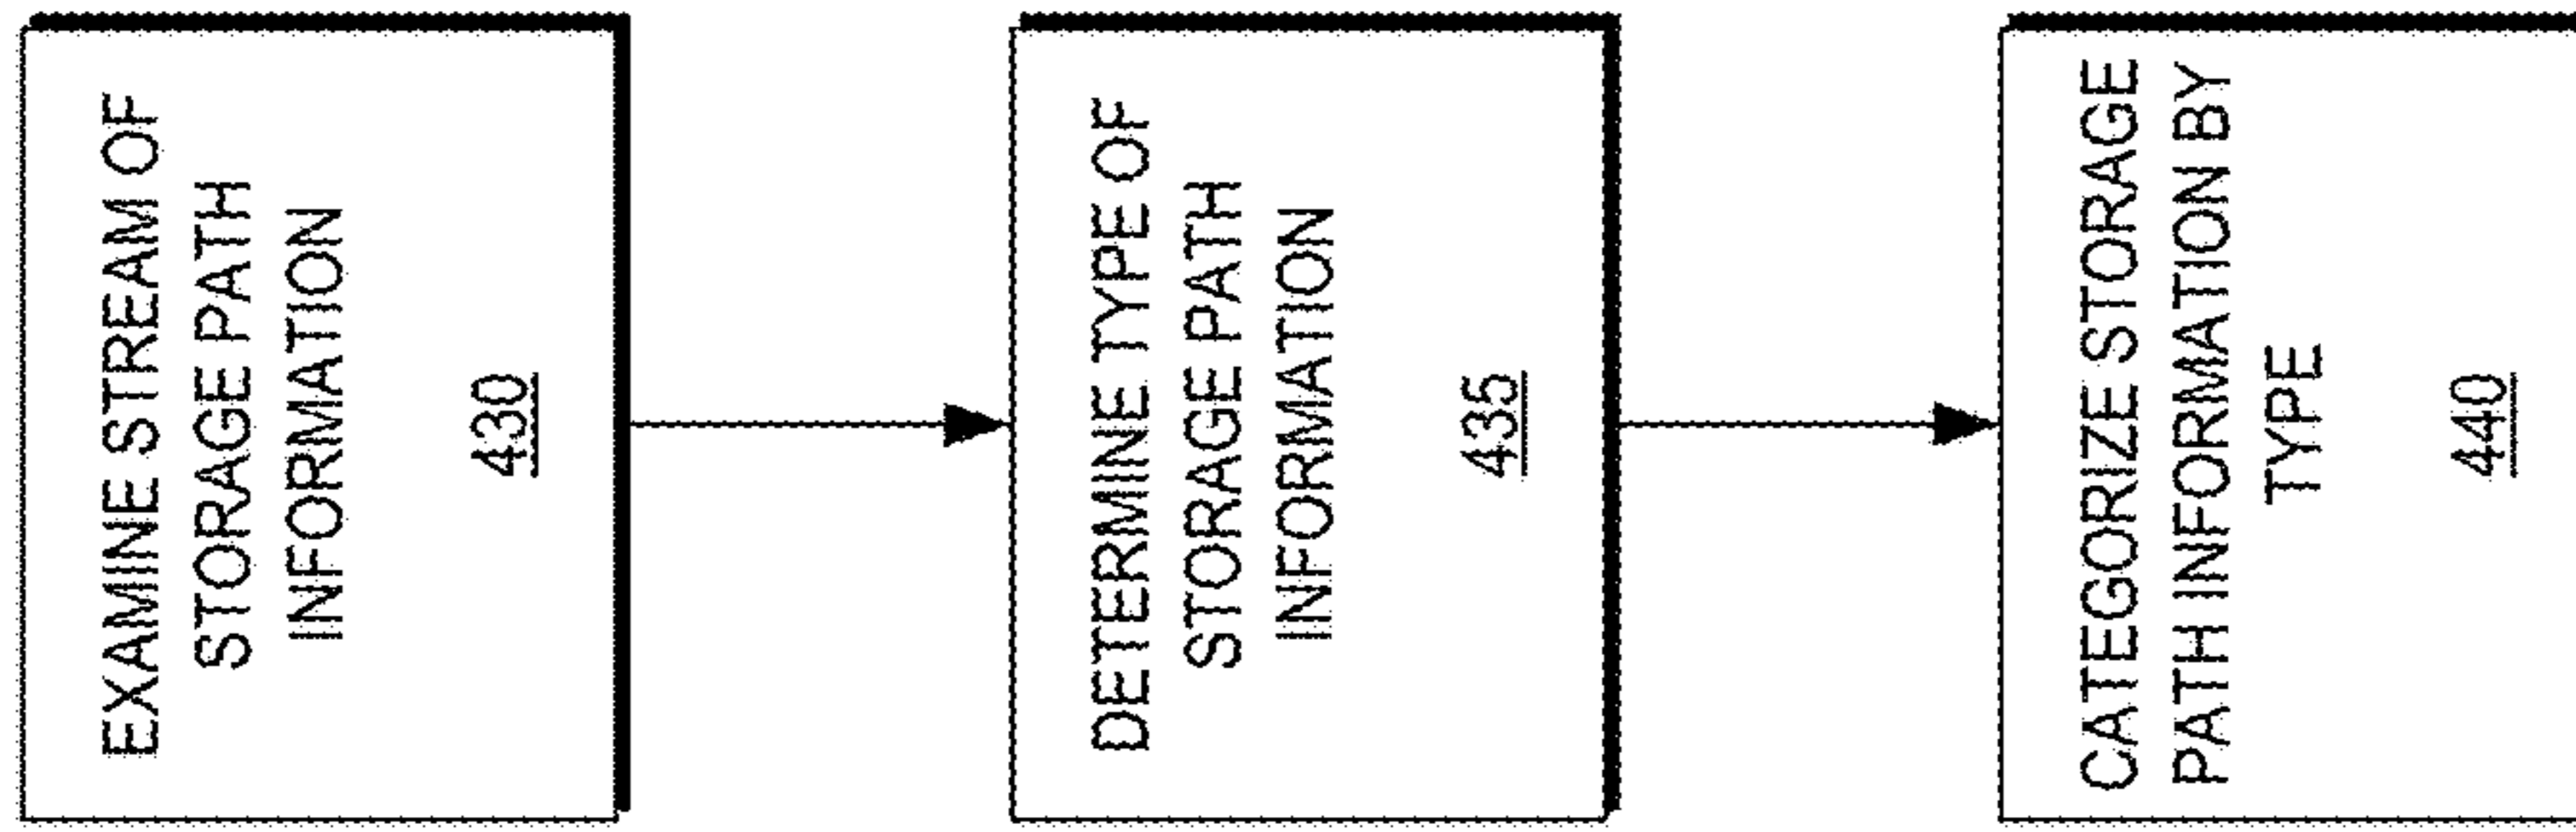 EXAMINE STREAM OF
STORAGE PATH
INFORMATION
430
DETERMINE TYPE OF
STORAGE PATH
INFORMATION
435
CATEGORIZE STORAGE
PATH INFORMATION BY
TYPE
440